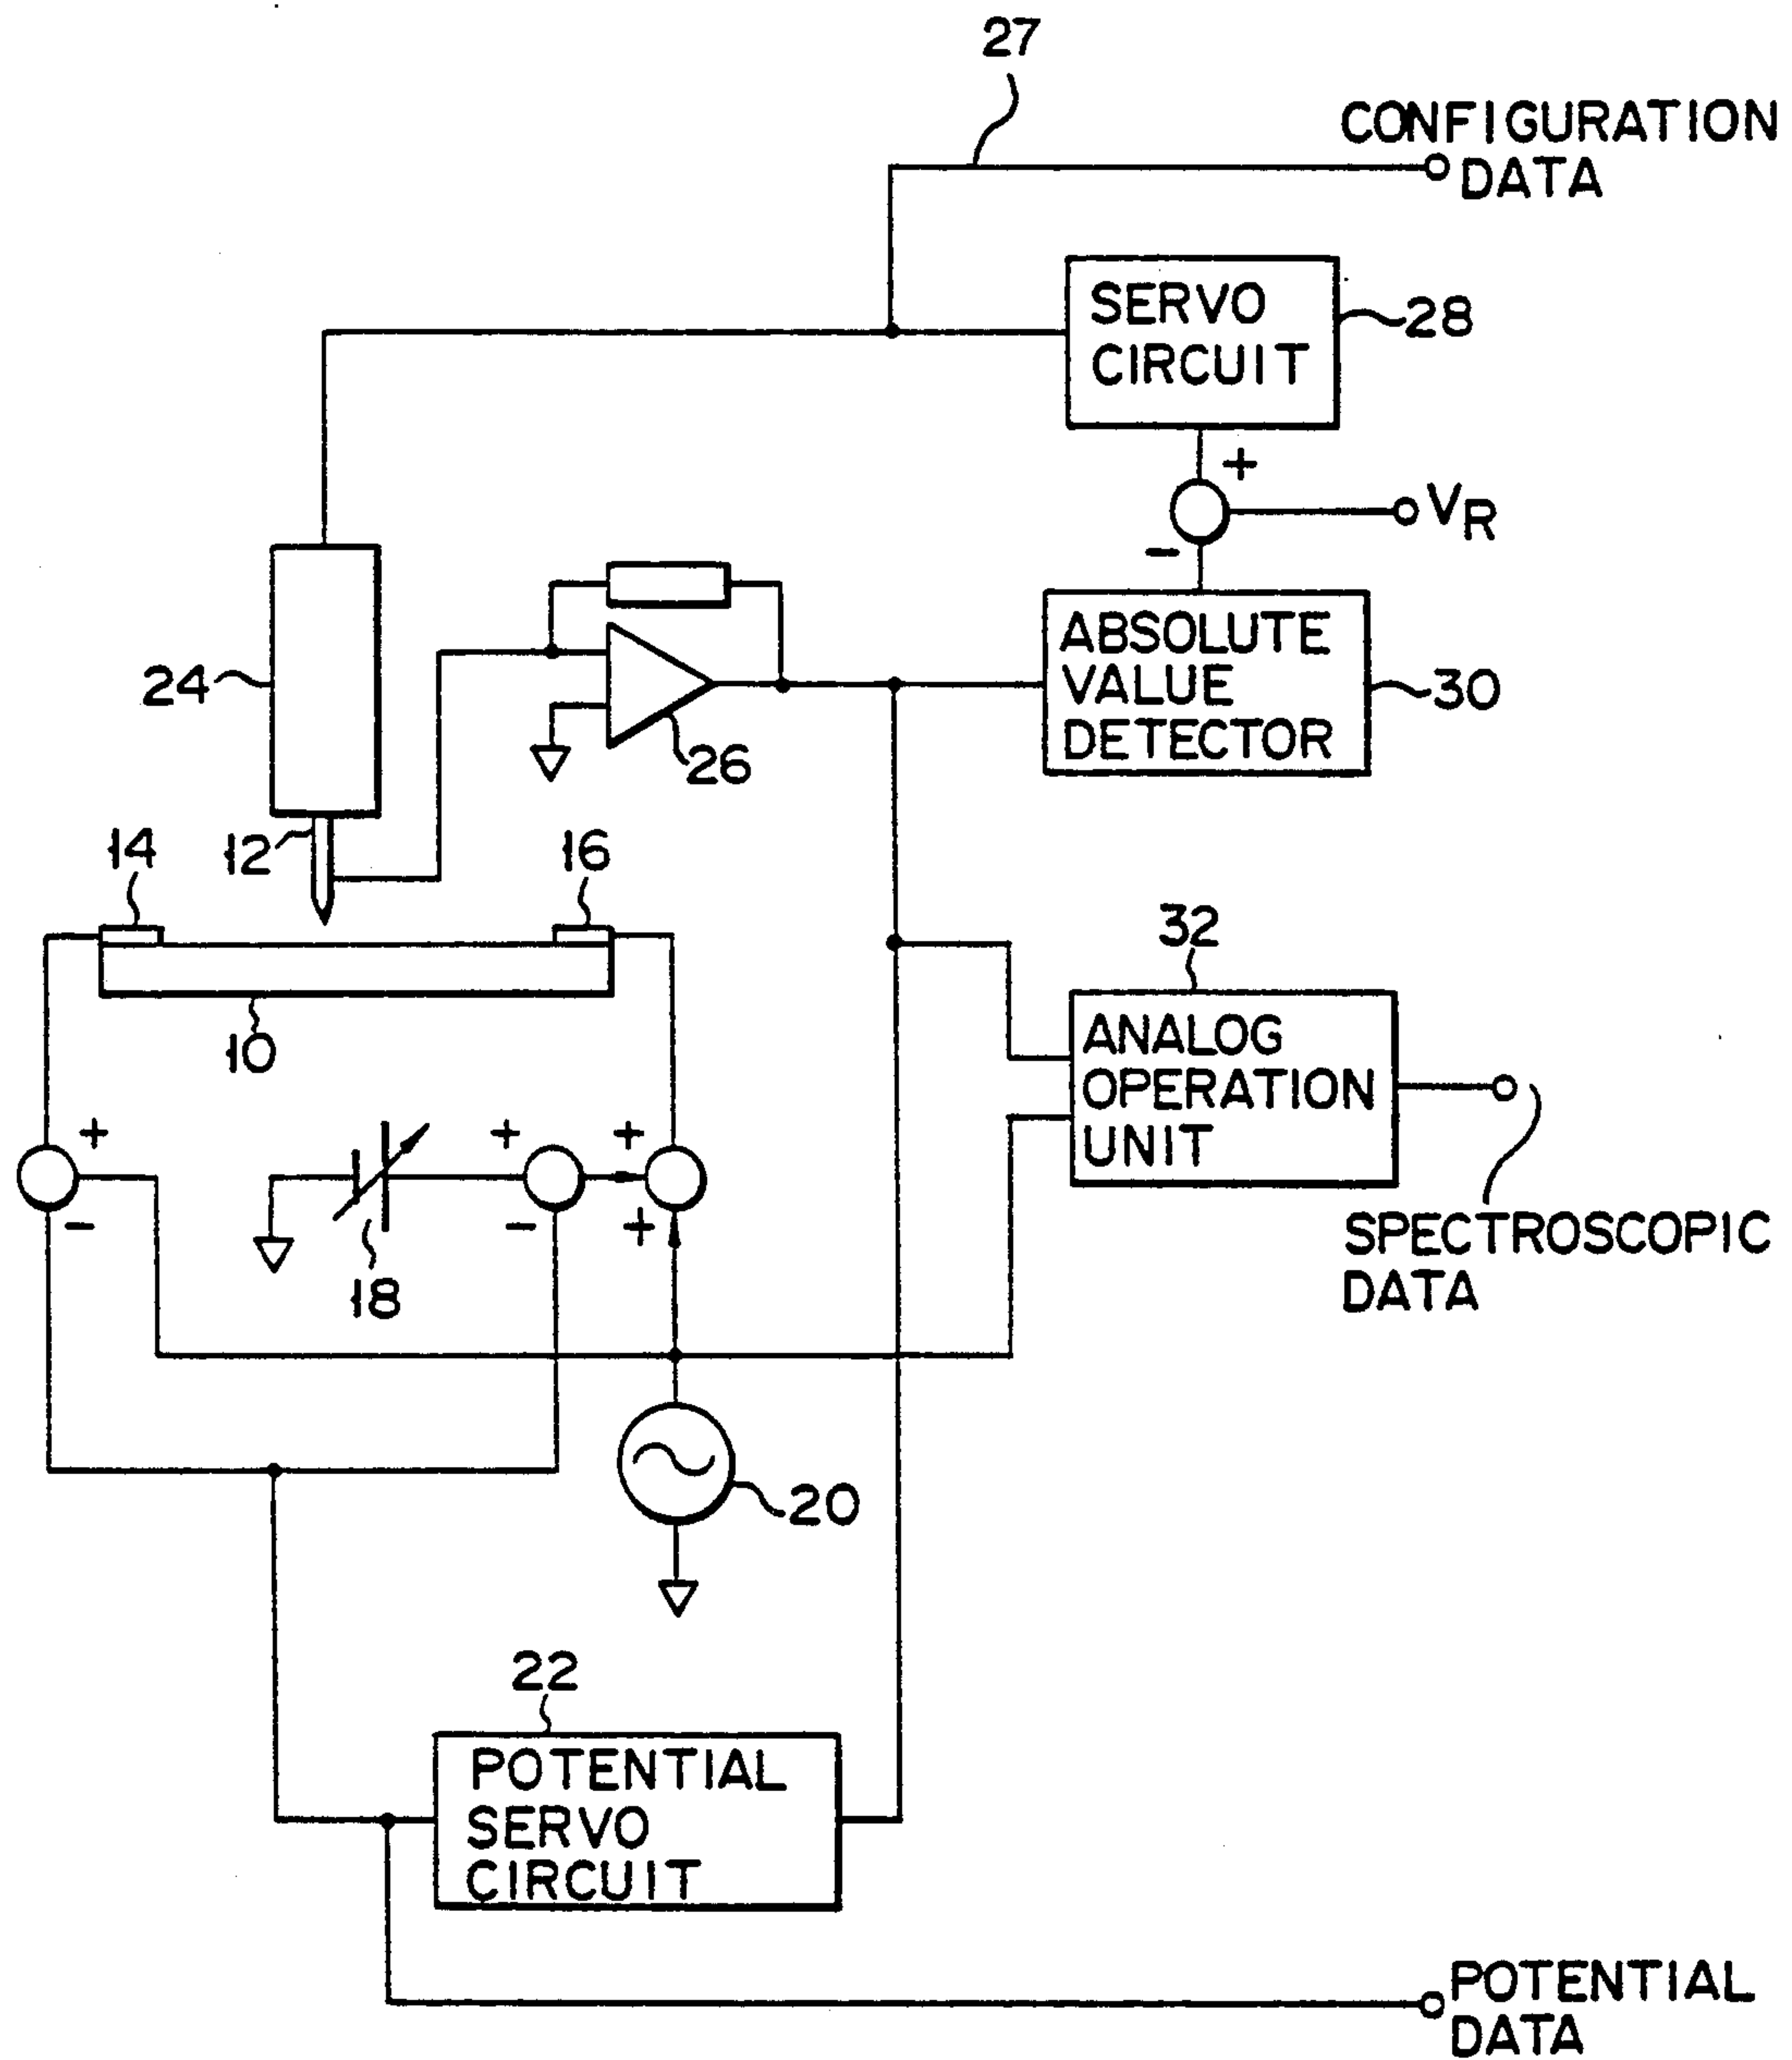 27
CONFIGURATION
DATA
SERVO
CIRCUIT
28
+
VR
−
24
26
ABSOLUTE
VALUE
DETECTOR
30
14
12
16
10
32
ANALOG
OPERATION
UNIT
+
+
+
−
−
+
18
SPECTROSCOPIC
DATA
20
22
POTENTIAL
SERVO
CIRCUIT
POTENTIAL
DATA